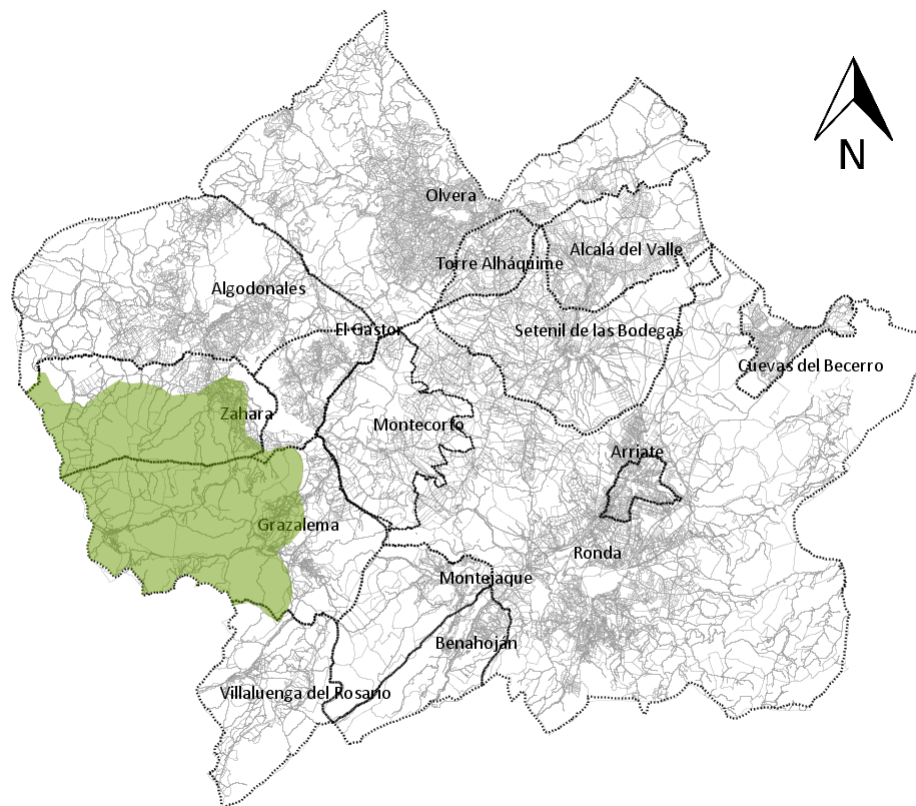 N
Olvera
Alcalá del Valle
Torre Alháquime
Algodonales
El Gastor
Setenil de las Bodegas
Cuevas del Becerro
Zahara
Montecorto
Arriate
Grazalema
Ronda
Montejaque
Benahoján
Villaluenga del Rosario